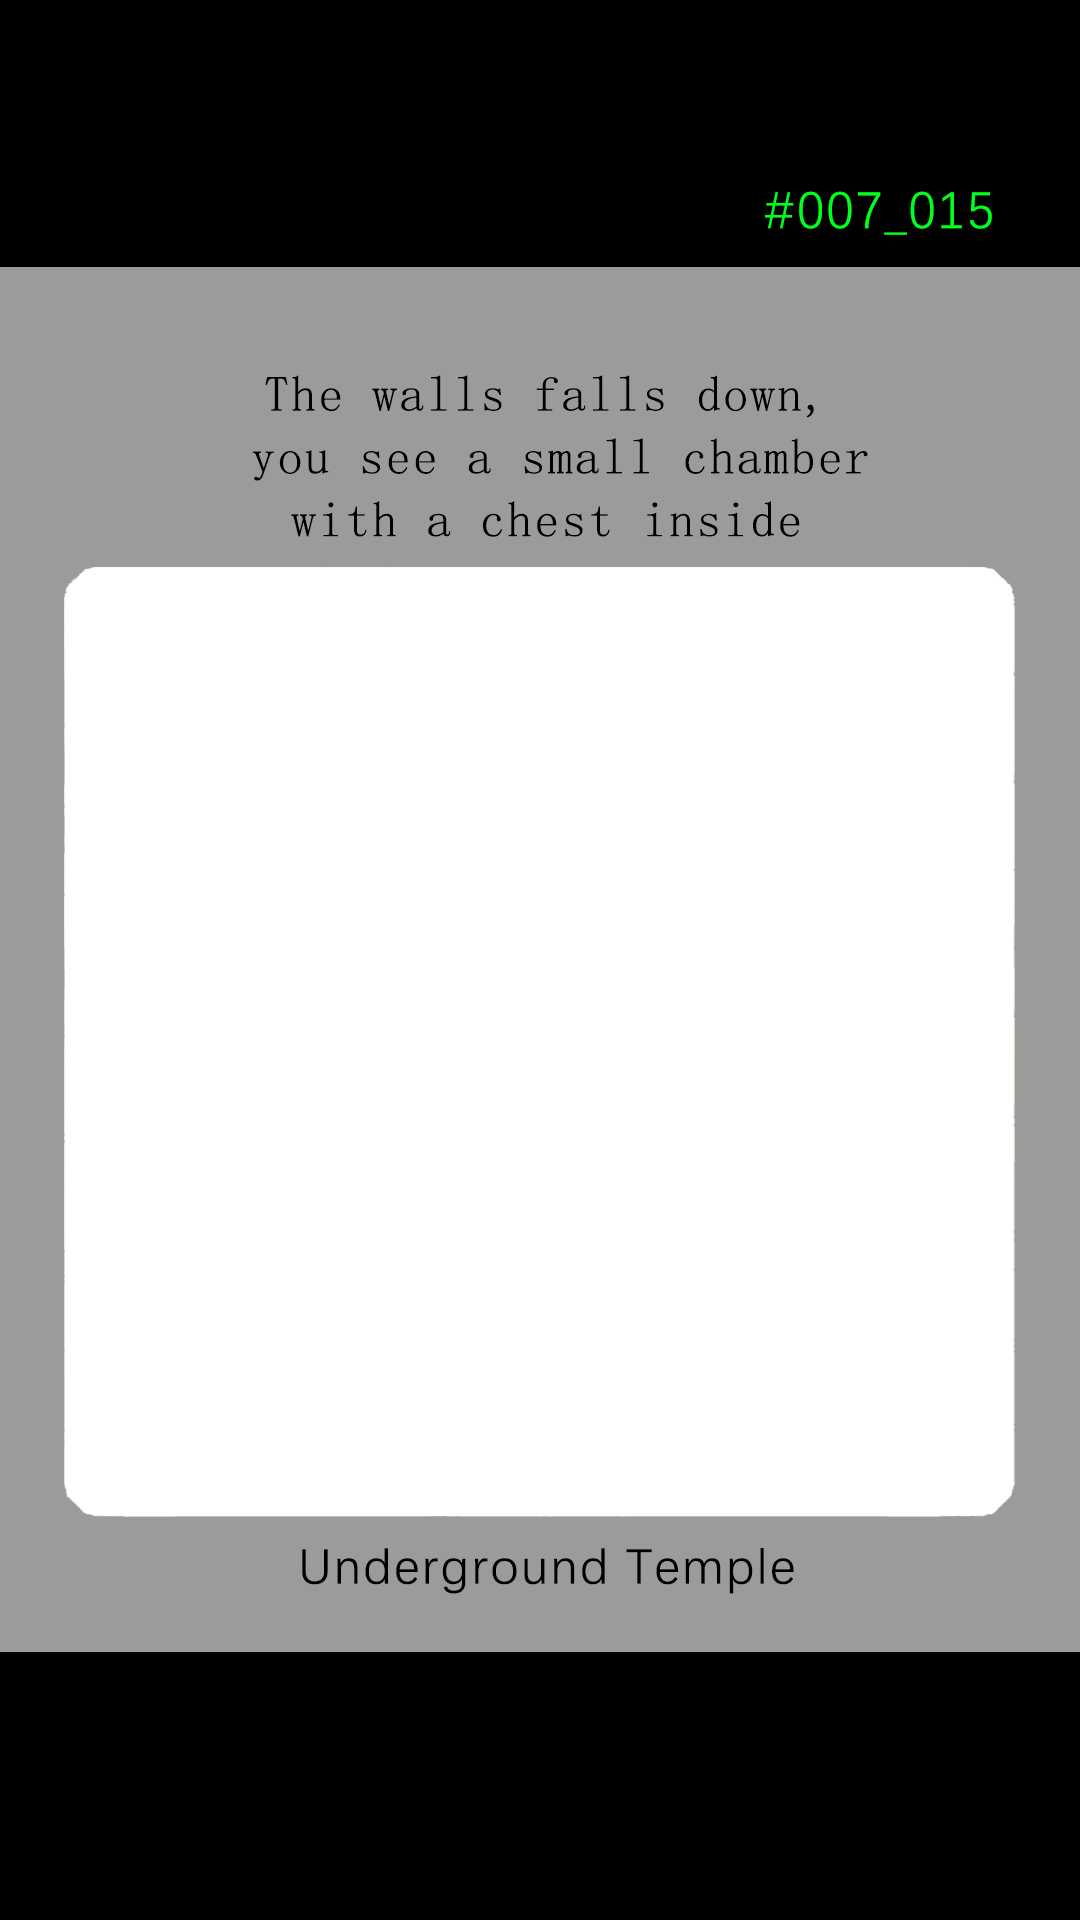 #007_015
The walls falls down,
you see a small chamber
with a chest inside
Underground Temple